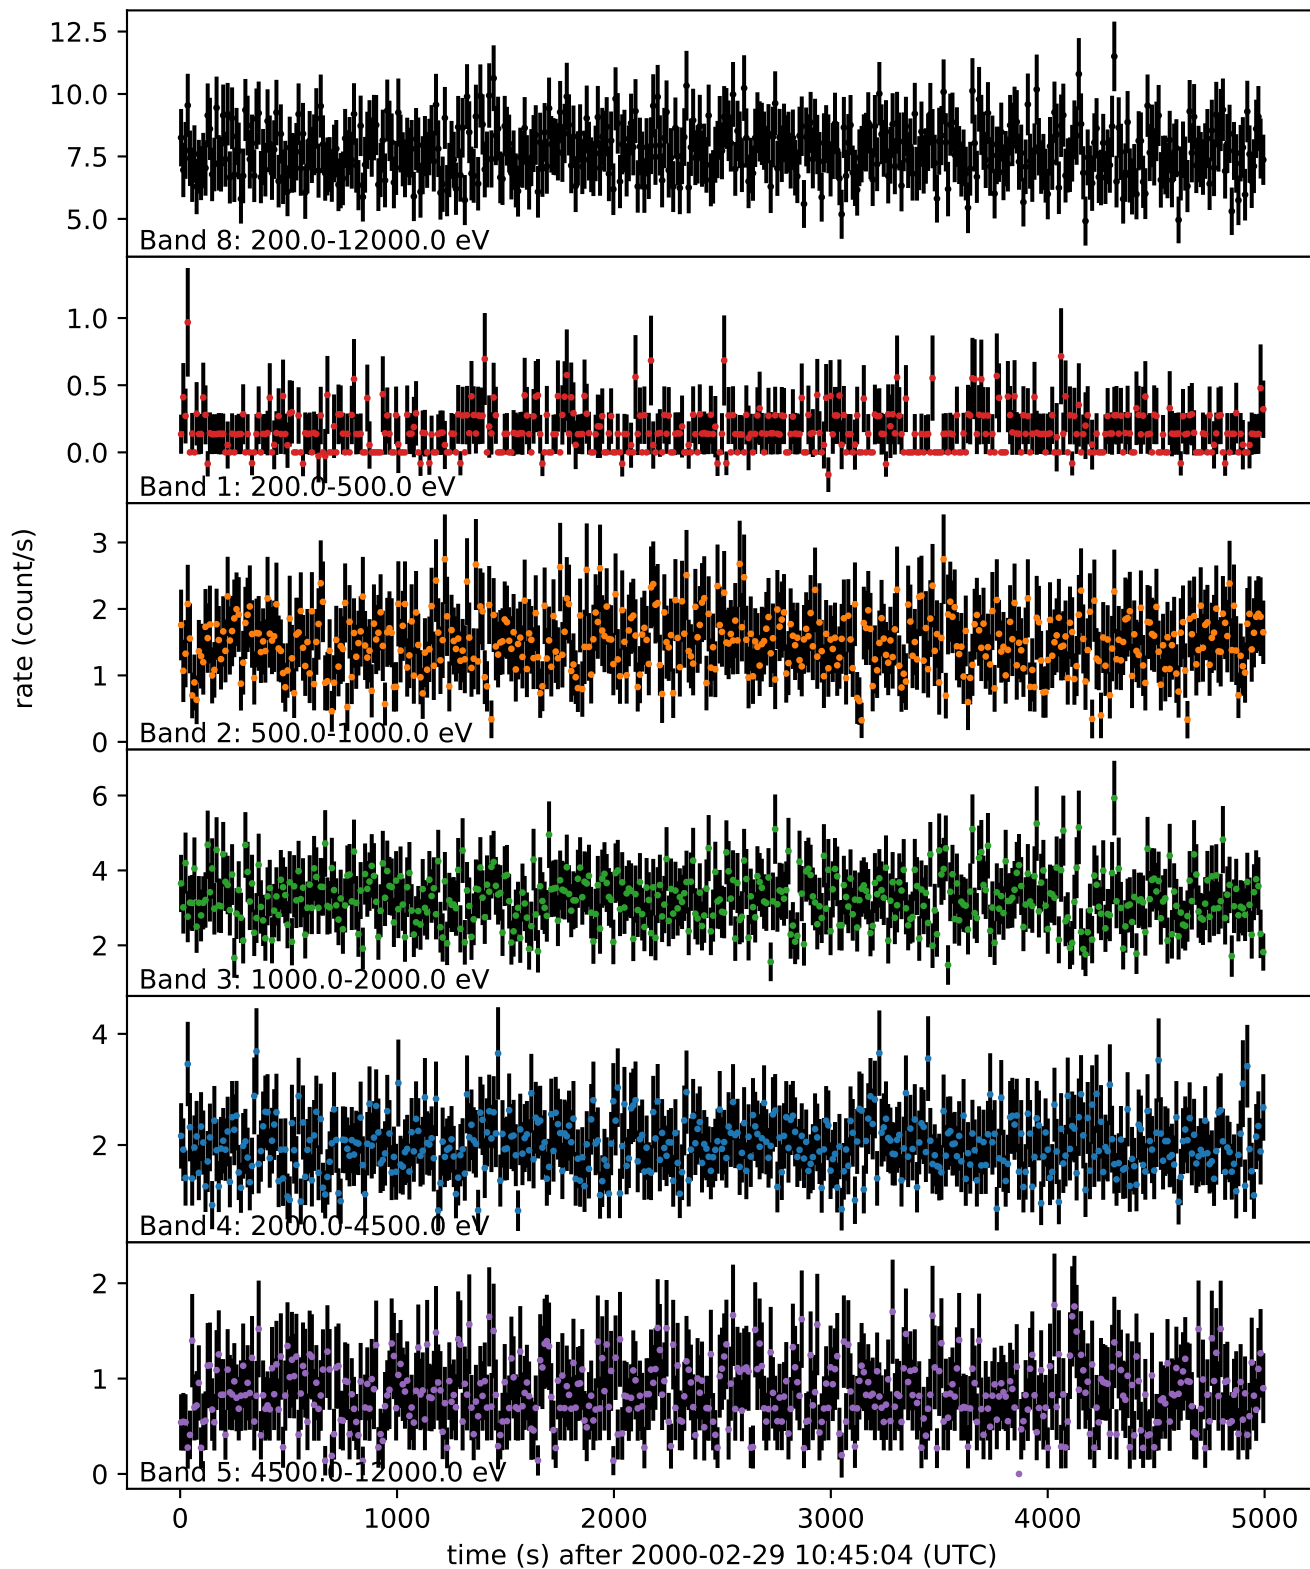 12.5
10.0
7.5
5.0
Band 8: 200.0-12000.0 eV
1.0
0.5
0.0
Band 1: 200.0-500.0 eV
rate (count/s)
3
2
1
0
Band 2: 500.0-1000.0 eV
6
4
2
Band 3: 1000.0-2000.0 eV
4
2
Band 4: 2000.0-4500.0 eV
2
1
0
Band 5: 4500.0-12000.0 eV
0 1000 2000 3000 4000 5000
time (s) after 2000-02-29 10:45:04 (UTC)